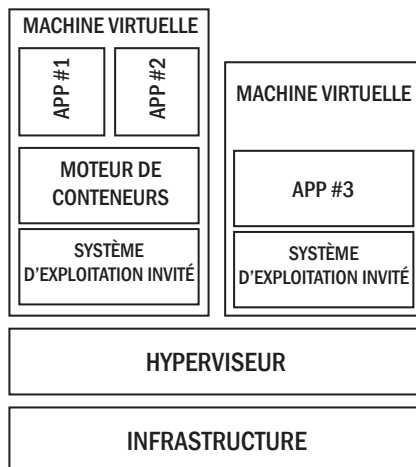 MACHINE VIRTUELLE
APP #1
APP #2
MOTEUR DE
CONTENEURS
SYSTÈME
D'EXPLOITATION INVITÉ
MACHINE VIRTUELLE
APP #3
SYSTÈME
D'EXPLOITATION INVITÉ
HYPERVISEUR
INFRASTRUCTURE